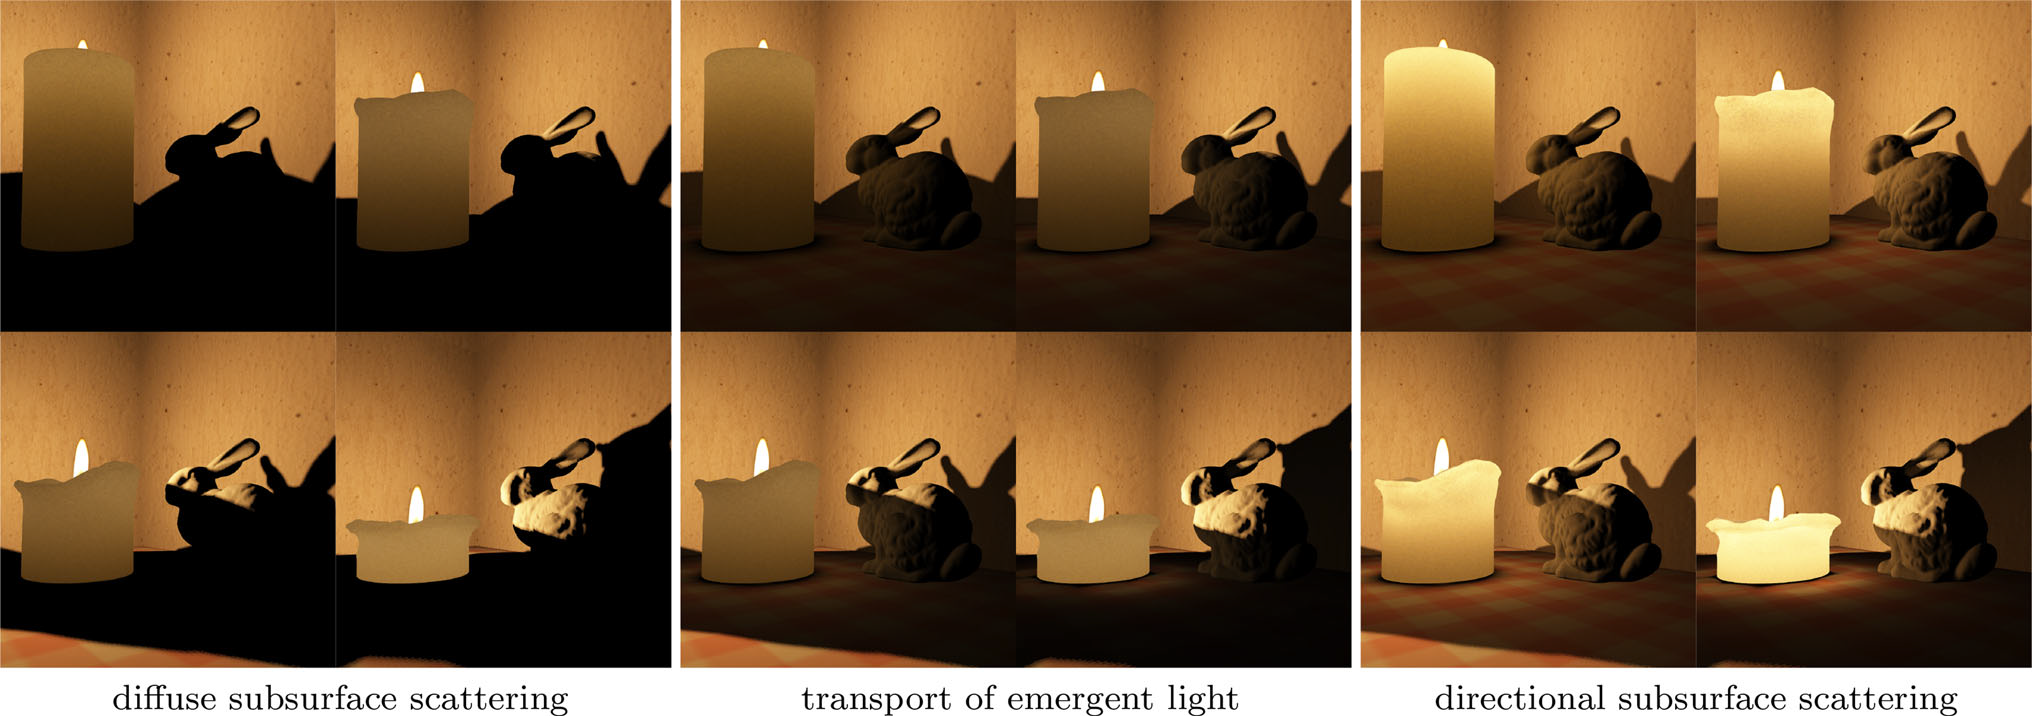 diffuse subsurface scattering
transport of emergent light
directional subsurface scattering